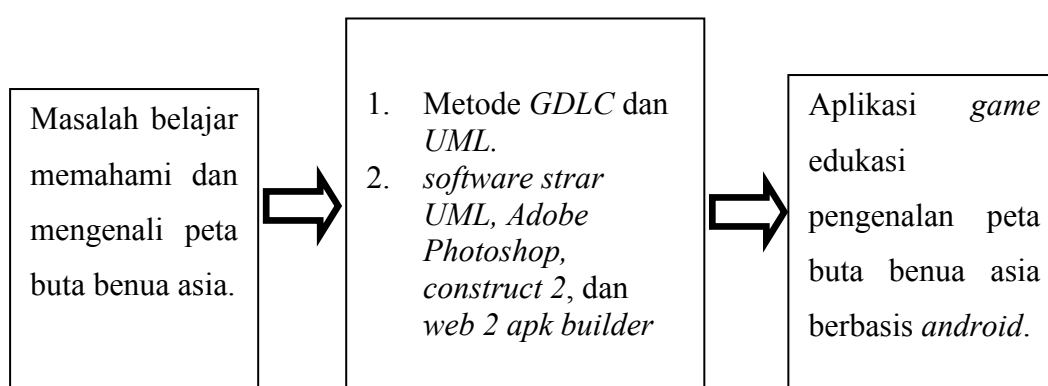 Masalah belajar
memahami dan
mengenali peta
buta benua asia.
1. Metode GDLC dan
UML.
2. software strar
UML, Adobe
Photoshop,
construct 2, dan
web 2 apk builder
Aplikasi game
edukasi
pengenalan peta
buta benua asia
berbasis android.